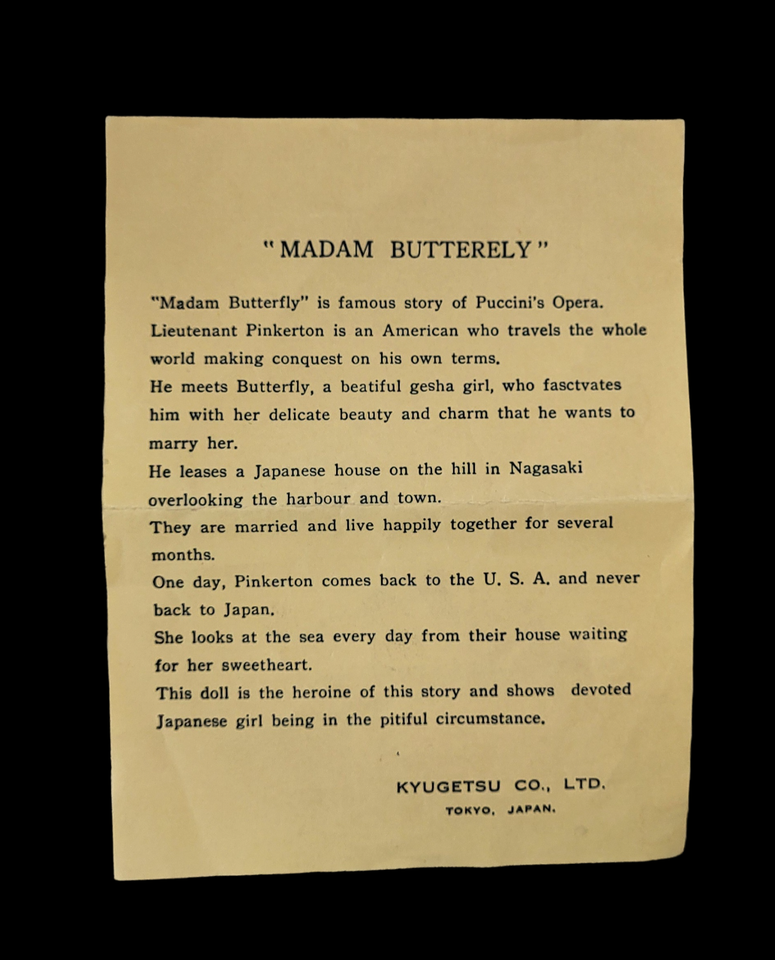 “MADAM BUTTERELY”
“Madam Butterfly” is famous story of Puccini's Opera.
Lieutenant Pinkerton is an American who travels the whole
world making conquest on his own terms.
He meets Butterfly, a beatiful gesha girl, who fasctvates
him with her delicate beauty and charm that he wants to
marry her.
He leases a Japanese house on the hill in Nagasaki
overlooking the harbour and town.
They are married and live happily together for several
months.
One day, Pinkerton comes back to the U. S. A. and never
back to Japan.
She looks at the sea every day from their house waiting
for her sweetheart.
This doll is the heroine of this story and shows devoted
Japanese girl being in the pitiful circumstance.
KYUGETSU CO., LTD.
TOKYO, JAPAN.